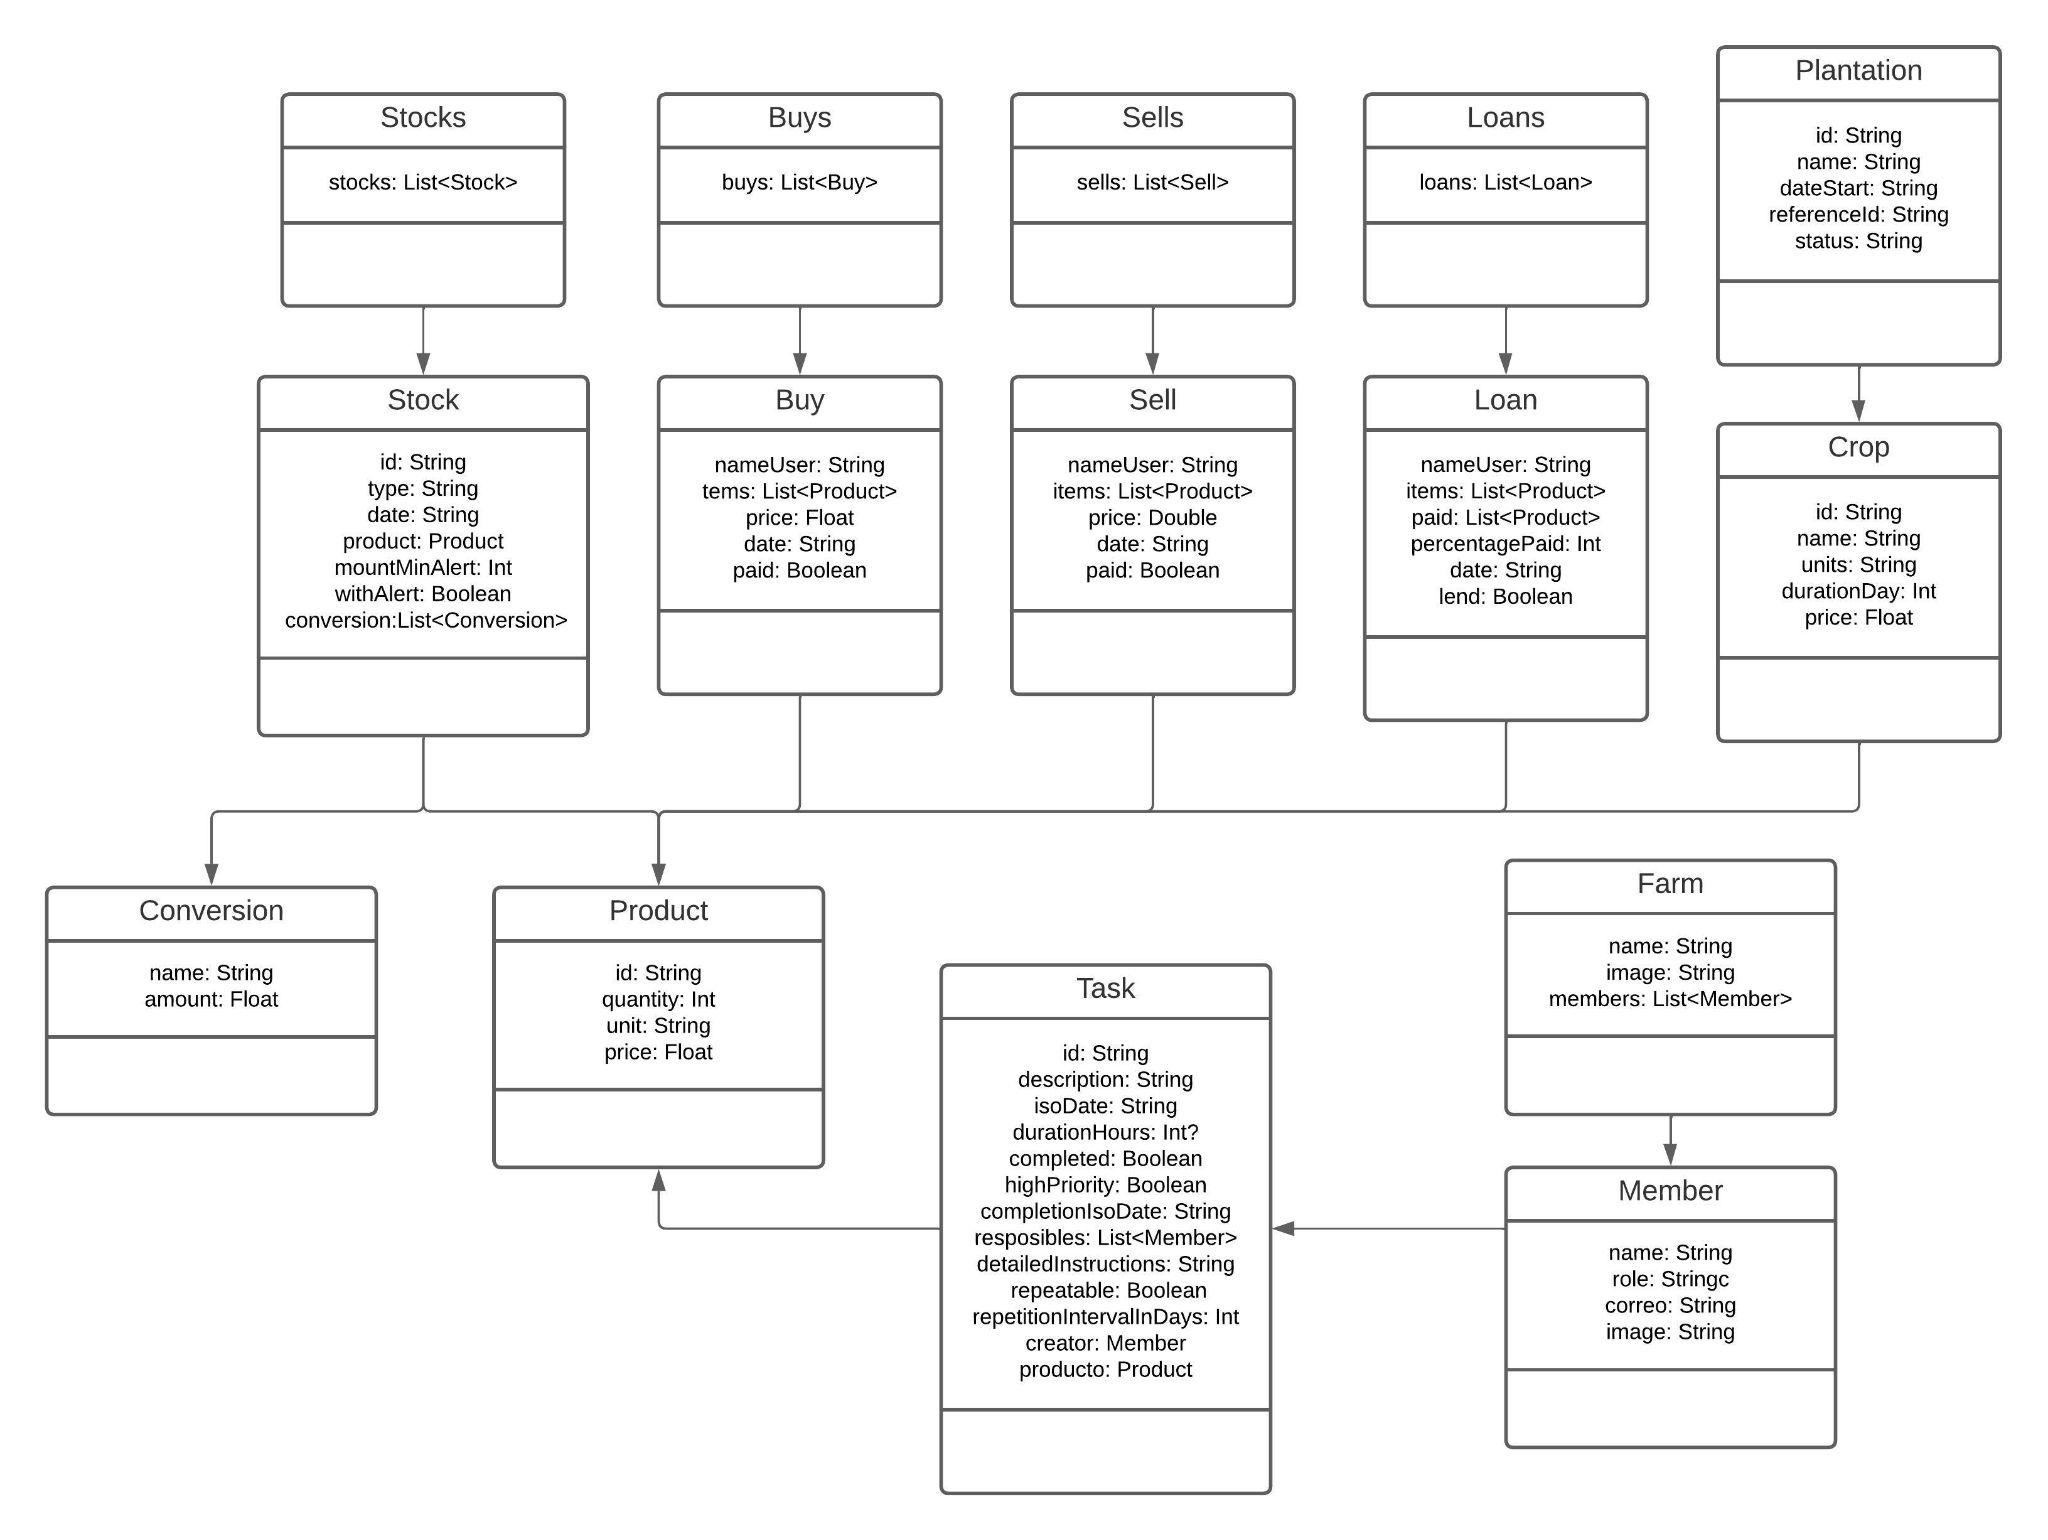 Stocks
stocks: List<Stock>
Buys
buys: List<Buy>
Sells
sells: List<Sell>
Loans
loans: List<Loan>
Plantation
id: String
name: String
dateStart: String
referenceId: String
status: String
Stock
id: String
type: String
date: String
product: Product
mountMinAlert: Int
withAlert: Boolean
conversion:List<Conversion>
Buy
nameUser: String
tems: List<Product>
price: Float
date: String
paid: Boolean
Sell
nameUser: String
items: List<Product>
price: Double
date: String
paid: Boolean
Loan
nameUser: String
items: List<Product>
paid: List<Product>
percentagePaid: Int
date: String
lend: Boolean
Crop
id: String
name: String
units: String
durationDay: Int
price: Float
Conversion
name: String
amount: Float
Product
id: String
quantity: Int
unit: String
price: Float
Task
id: String
description: String
isoDate: String
durationHours: Int?
completed: Boolean
highPriority: Boolean
completionIsoDate: String
resposibles: List<Member>
detailedInstructions: String
repeatable: Boolean
repetitionIntervalInDays: Int
creator: Member
producto: Product
Farm
name: String
image: String
members: List<Member>
Member
name: String
role: Stringc
correo: String
image: String